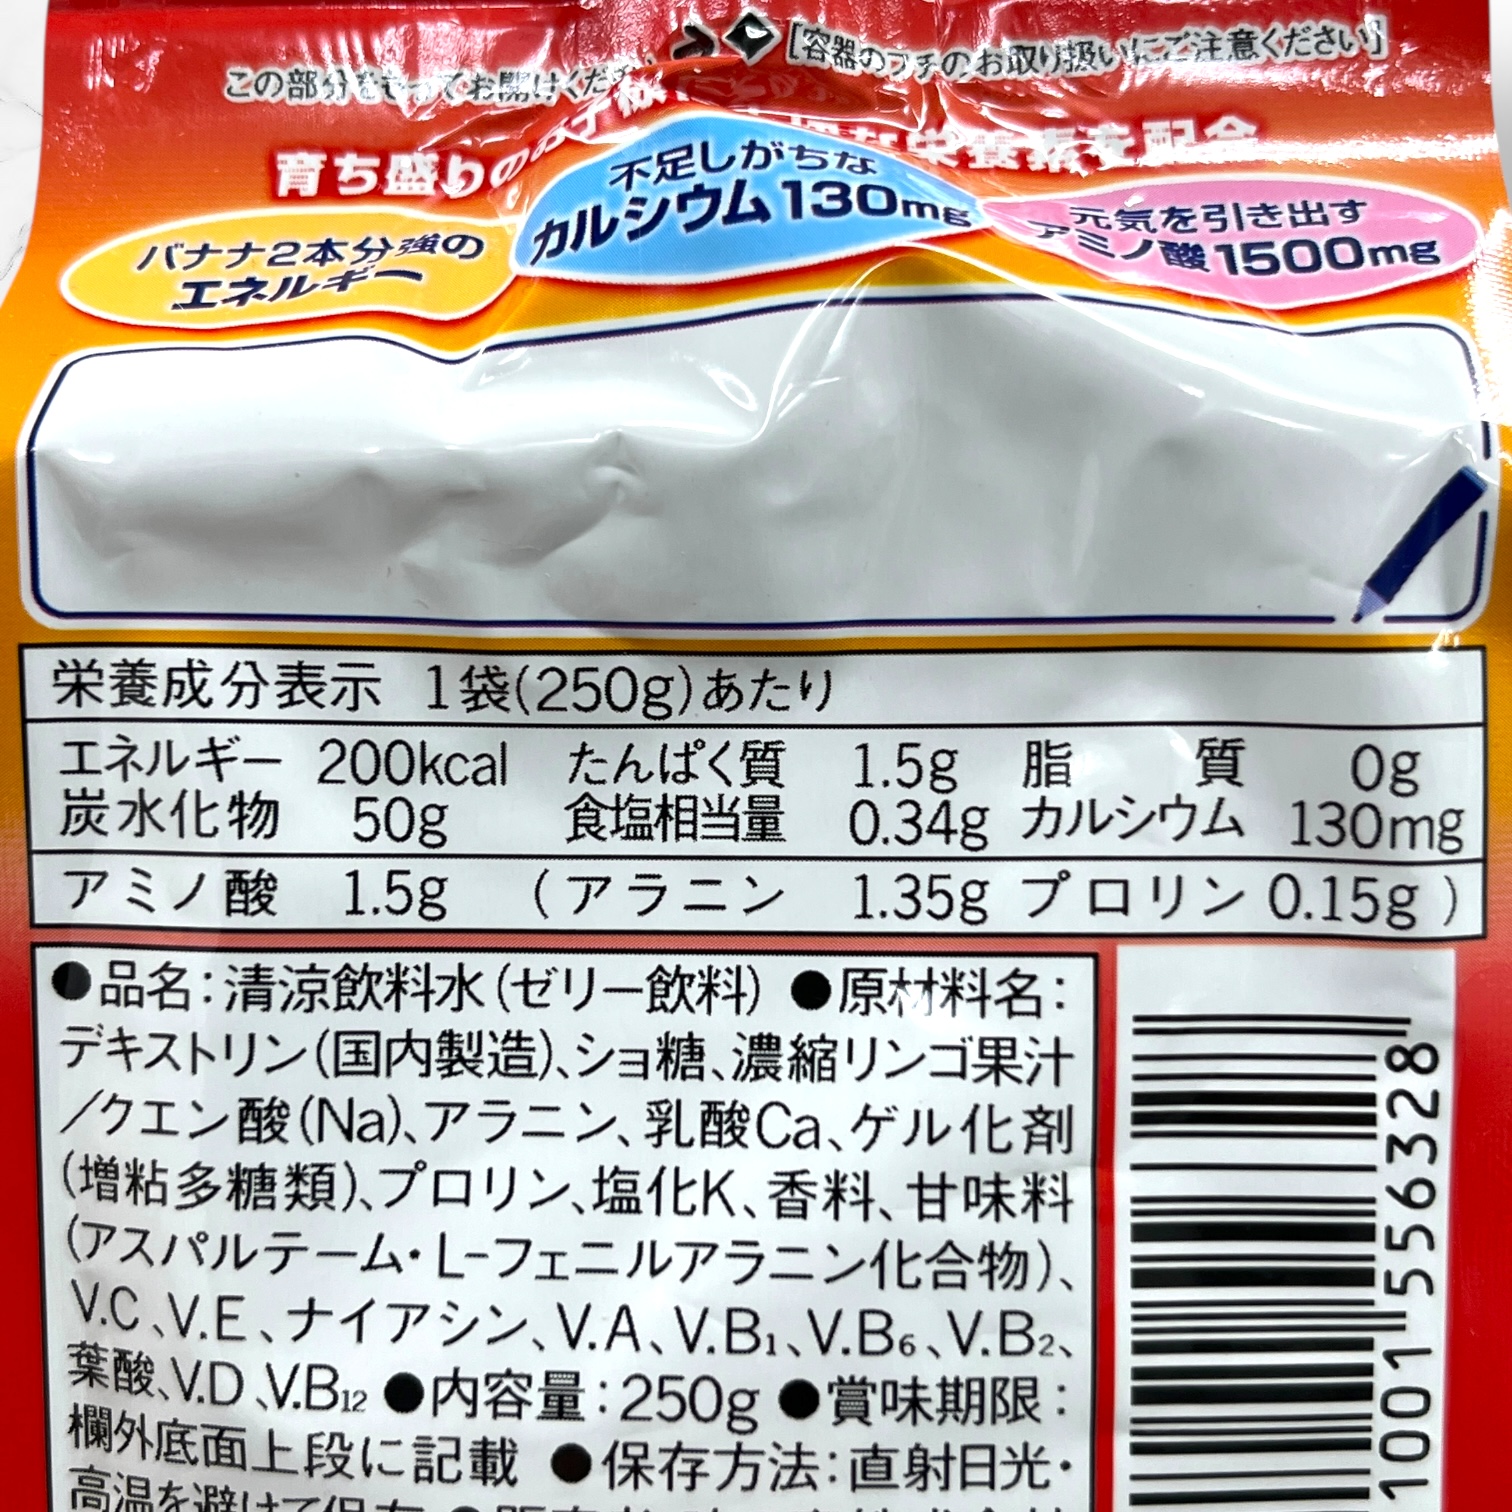 [容器のフチのお取り扱いにご注意ください]
この部分をもってお開けくだ
育ち盛りのお子様 な栄養素を配合
バナナ2本分強の
エネルギー
不足しがちな
カルシウム130mg
元気を引き出す
アミノ酸1500mg
栄養成分表示 1袋(250g)あたり
エネルギー 200kcal たんぱく質 1.5g 脂質 0g
炭水化物 50g 食塩相当量 0.34g カルシウム 130mg
アミノ酸 1.5g (アラニン 1.35g プロリン 0.15g)
●品名:清涼飲料水(ゼリー飲料) ●原材料名:
デキストリン(国内製造)、ショ糖、濃縮リンゴ果汁
/クエン酸(Na)、アラニン、乳酸Ca、ゲル化剤
(増粘多糖類)、プロリン、塩化K、香料、甘味料
(アスパルテーム・L-フェニルアラニン化合物)、
V.C、V.E、ナイアシン、V.A、V.B1、V.B6、V.B2、
葉酸、V.D、V.B12 ●内容量:250g ●賞味期限:
欄外底面上段に記載 ●保存方法:直射日光・
高温を避けて保存
1001556328